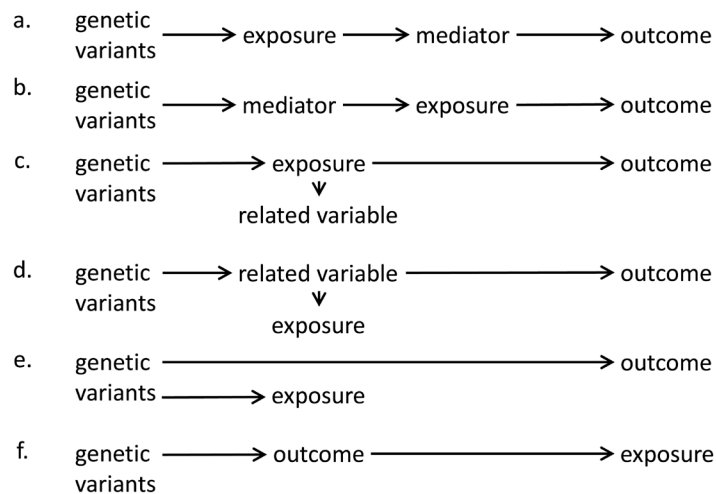 a. genetic variants exposure mediator outcome
b. genetic variants mediator exposure outcome
c. genetic variants exposure outcome
related variable
d. genetic variants related variable outcome
exposure
e. genetic variants outcome
exposure
f. genetic variants outcome exposure